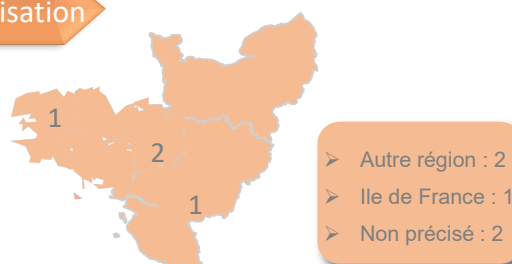 isation
1
2
1
➢ Autre région : 2
➢ Ile de France : 1
➢ Non précisé : 2